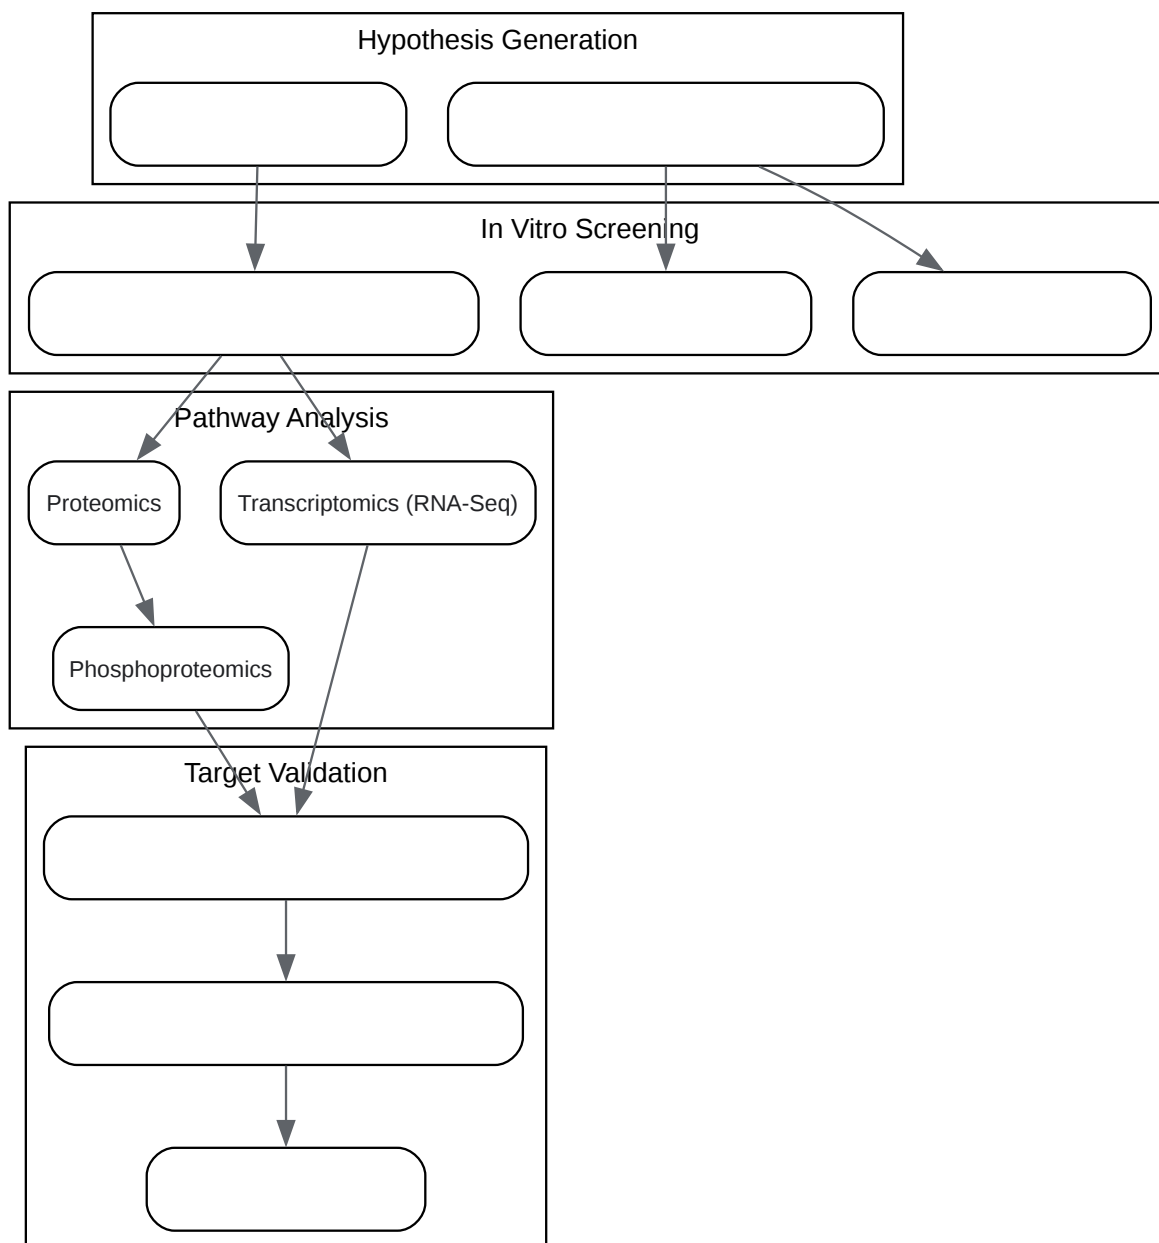 Hypothesis Generation
In Vitro Screening
Pathway Analysis
Proteomics
Transcriptomics (RNA-Seq)
Phosphoproteomics
Target Validation